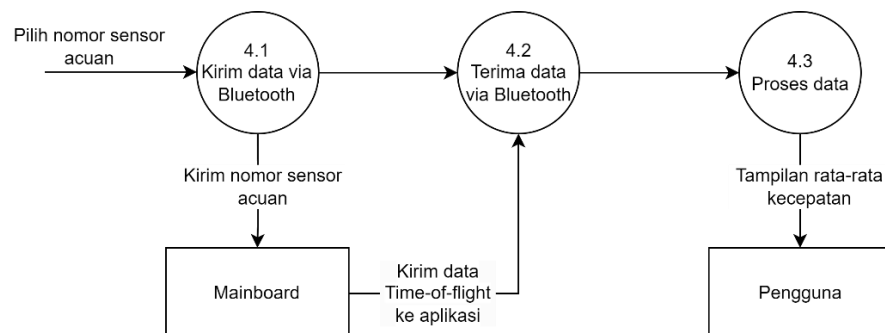 Pilih nomor sensor
acuan
4.1
Kirim data via
Bluetooth
4.2
Terima data
via Bluetooth
4.3
Proses data
Kirim nomor sensor
acuan
Tampilan rata-rata
kecepatan
Mainboard
Kirim data
Time-of-flight
ke aplikasi
Pengguna